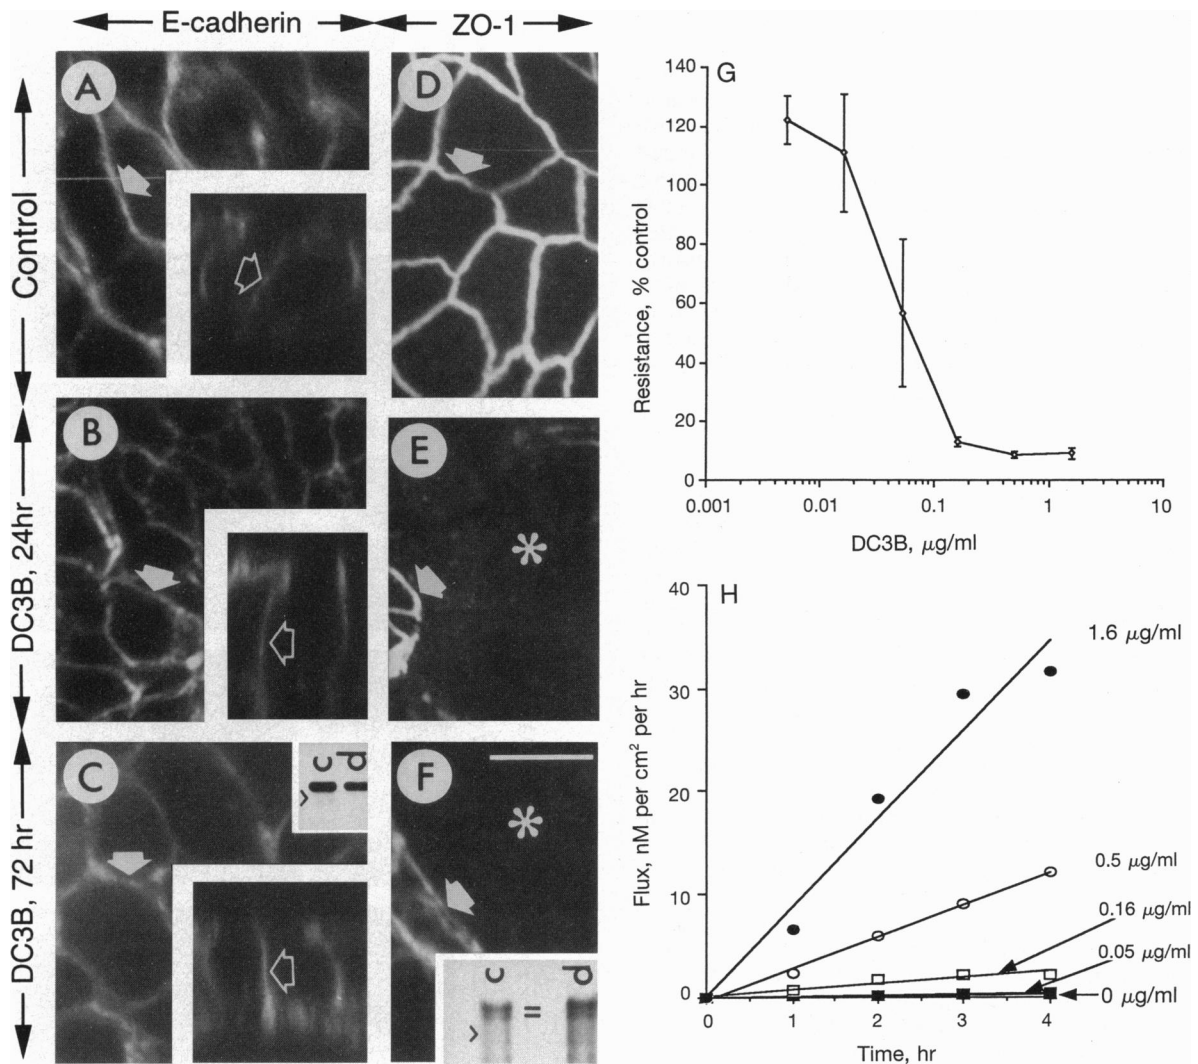 E-cadherin
ZO-1
Control
DC3B, 24hr
DC3B, 72 hr
A
D
B
E
*
C
c d
>
F
*
c = d
>
G
140
120
100
80
60
40
20
0
0.001 0.01 0.1 1 10
Resistance, % control
DC3B, μg/ml
H
40
30
20
10
0
0 1 2 3 4
Flux, nM per cm² per hr
Time, hr
1.6 μg/ml
0.5 μg/ml
0.16 μg/ml
0.05 μg/ml
0 μg/ml